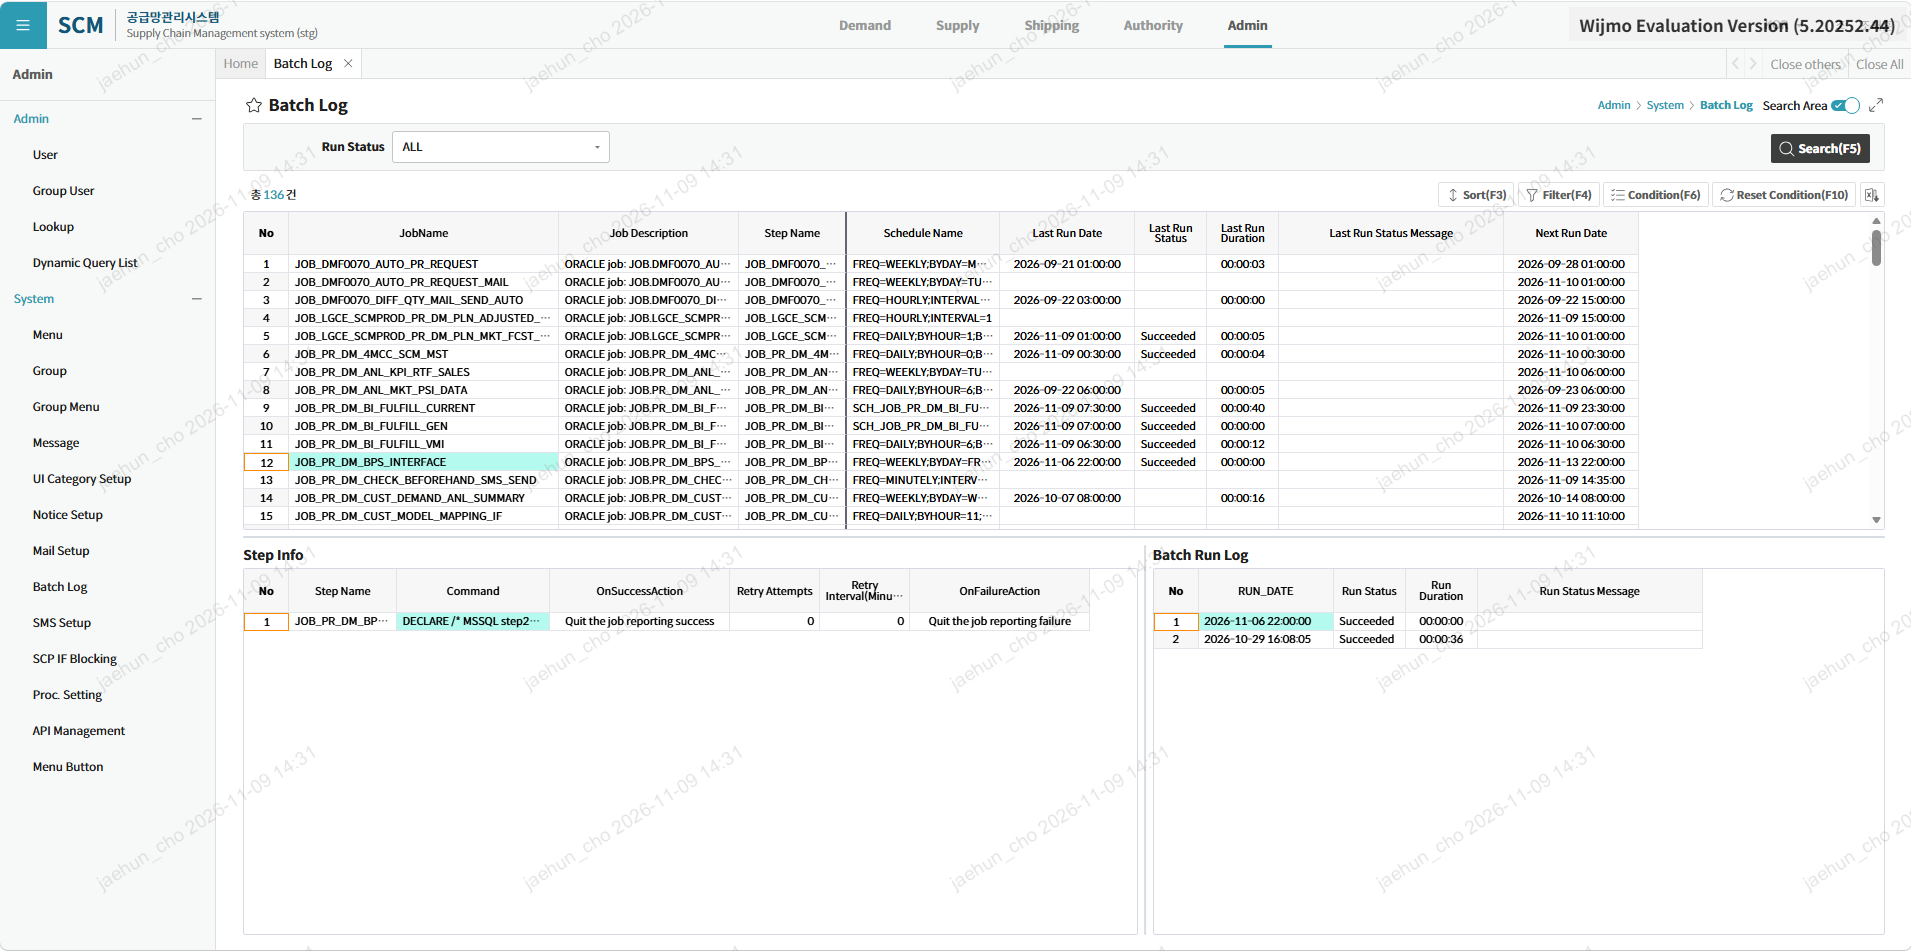 SCM
공급망관리시스템
Supply Chain Management system (stg)
Demand Supply Shipping Authority Admin
Wijmo Evaluation Version (5.20252.44)
Admin
Home Batch Log
Close others Close All
Admin
User
Group User
Lookup
Dynamic Query List
System
Menu
Group
Group Menu
Message
UI Category Setup
Notice Setup
Mail Setup
Batch Log
SMS Setup
SCP IF Blocking
Proc. Setting
API Management
Menu Button
Batch Log
Admin > System > Batch Log Search Area
Run Status ALL
Search(F5)
총 136 건
Sort(F3) Filter(F4) Condition(F6) Reset Condition(F10)
No JobName Job Description Step Name Schedule Name Last Run Date Last Run Status Last Run Duration Last Run Status Message Next Run Date
1 JOB_DMF0070_AUTO_PR_REQUEST ORACLE job: JOB.DMF0070_AU··· JOB_DMF0070_··· FREQ=WEEKLY;BYDAY=M··· 2026-09-21 01:00:00 00:00:03 2026-09-28 01:00:00
2 JOB_DMF0070_AUTO_PR_REQUEST_MAIL ORACLE job: JOB.DMF0070_AU··· JOB_DMF0070_··· FREQ=WEEKLY;BYDAY=TU··· 2026-11-10 01:00:00
3 JOB_DMF0070_DIFF_QTY_MAIL_SEND_AUTO ORACLE job: JOB.DMF0070_DI··· JOB_DMF0070_··· FREQ=HOURLY;INTERVAL··· 2026-09-22 03:00:00 00:00:00 2026-09-22 15:00:00
4 JOB_LGCE_SCMPROD_PR_DM_PLN_ADJUSTED_··· ORACLE job: JOB.LGCE_SCMPR··· JOB_LGCE_SCM··· FREQ=HOURLY;INTERVAL=1 2026-11-09 15:00:00
5 JOB_LGCE_SCMPROD_PR_DM_PLN_MKT_FCST_··· ORACLE job: JOB.LGCE_SCMPR··· JOB_LGCE_SCM··· FREQ=DAILY;BYHOUR=1;B··· 2026-11-09 01:00:00 Succeeded 00:00:05 2026-11-10 01:00:00
6 JOB_PR_DM_4MCC_SCM_MST ORACLE job: JOB.PR_DM_4MC··· JOB_PR_DM_4M··· FREQ=DAILY;BYHOUR=0;B··· 2026-11-09 00:30:00 Succeeded 00:00:04 2026-11-10 00:30:00
7 JOB_PR_DM_ANL_KPI_RTF_SALES ORACLE job: JOB.PR_DM_ANL_··· JOB_PR_DM_AN··· FREQ=WEEKLY;BYDAY=TU··· 2026-11-10 06:00:00
8 JOB_PR_DM_ANL_MKT_PSI_DATA ORACLE job: JOB.PR_DM_ANL_··· JOB_PR_DM_AN··· FREQ=DAILY;BYHOUR=6;B··· 2026-09-22 06:00:00 00:00:05 2026-09-23 06:00:00
9 JOB_PR_DM_BI_FULFILL_CURRENT ORACLE job: JOB.PR_DM_BI_F··· JOB_PR_DM_BI··· SCH_JOB_PR_DM_BI_FU··· 2026-11-09 07:30:00 Succeeded 00:00:40 2026-11-09 23:30:00
10 JOB_PR_DM_BI_FULFILL_GEN ORACLE job: JOB.PR_DM_BI_F··· JOB_PR_DM_BI··· SCH_JOB_PR_DM_BI_FU··· 2026-11-09 07:00:00 Succeeded 00:00:00 2026-11-10 07:00:00
11 JOB_PR_DM_BI_FULFILL_VMI ORACLE job: JOB.PR_DM_BI_F··· JOB_PR_DM_BI··· FREQ=DAILY;BYHOUR=6;B··· 2026-11-09 06:30:00 Succeeded 00:00:12 2026-11-10 06:30:00
12 JOB_PR_DM_BPS_INTERFACE ORACLE job: JOB.PR_DM_BPS_··· JOB_PR_DM_BP··· FREQ=WEEKLY;BYDAY=FR··· 2026-11-06 22:00:00 Succeeded 00:00:00 2026-11-13 22:00:00
13 JOB_PR_DM_CHECK_BEFOREHAND_SMS_SEND ORACLE job: JOB.PR_DM_CHEC··· JOB_PR_DM_CH··· FREQ=MINUTELY;INTERV··· 2026-11-09 14:35:00
14 JOB_PR_DM_CUST_DEMAND_ANL_SUMMARY ORACLE job: JOB.PR_DM_CUST··· JOB_PR_DM_CU··· FREQ=WEEKLY;BYDAY=W··· 2026-10-07 08:00:00 00:00:16 2026-10-14 08:00:00
15 JOB_PR_DM_CUST_MODEL_MAPPING_IF ORACLE job: JOB.PR_DM_CUST··· JOB_PR_DM_CU··· FREQ=DAILY;BYHOUR=11;··· 2026-11-10 11:10:00
Step Info
No Step Name Command OnSuccessAction Retry Attempts Retry Interval(Minu··· OnFailureAction
1 JOB_PR_DM_BP··· DECLARE /* MSSQL step2··· Quit the job reporting success 0 0 Quit the job reporting failure
Batch Run Log
No RUN_DATE Run Status Run Duration Run Status Message
1 2026-11-06 22:00:00 Succeeded 00:00:00
2 2026-10-29 16:08:05 Succeeded 00:00:36
jaehun_cho 2026-11-09 14:31